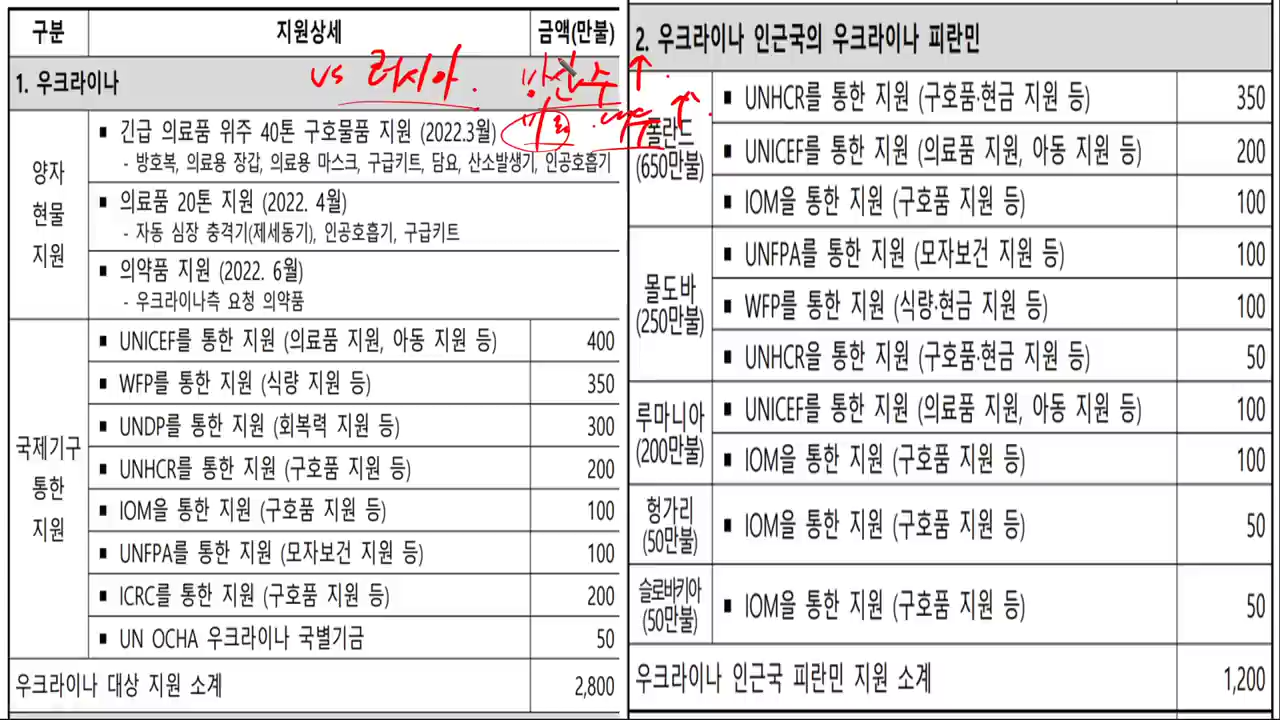 구분 지원상세 금액(만불)
1. 우크라이나
vs 러시아. 방산주 ↑
미국
양자
현물
지원
▪ 긴급 의료품 위주 40톤 구호물품 지원 (2022.3월)
- 방호복, 의료용 장갑, 의료용 마스크, 구급키트, 담요, 산소발생기, 인공호흡기
▪ 의료품 20톤 지원 (2022. 4월)
- 자동 심장 충격기(제세동기), 인공호흡기, 구급키트
▪ 의약품 지원 (2022. 6월)
- 우크라이나측 요청 의약품
국제기구
통한
지원
▪ UNICEF를 통한 지원 (의료품 지원, 아동 지원 등) 400
▪ WFP를 통한 지원 (식량 지원 등) 350
▪ UNDP를 통한 지원 (회복력 지원 등) 300
▪ UNHCR를 통한 지원 (구호품 지원 등) 200
▪ IOM을 통한 지원 (구호품 지원 등) 100
▪ UNFPA를 통한 지원 (모자보건 지원 등) 100
▪ ICRC를 통한 지원 (구호품 지원 등) 200
▪ UN OCHA 우크라이나 국별기금 50
우크라이나 대상 지원 소계 2,800
2. 우크라이나 인근국의 우크라이나 피란민
폴란드
(650만불)
▪ UNHCR를 통한 지원 (구호품·현금 지원 등) 350
▪ UNICEF를 통한 지원 (의료품 지원, 아동 지원 등) 200
▪ IOM을 통한 지원 (구호품 지원 등) 100
몰도바
(250만불)
▪ UNFPA를 통한 지원 (모자보건 지원 등) 100
▪ WFP를 통한 지원 (식량·현금 지원 등) 100
▪ UNHCR을 통한 지원 (구호품·현금 지원 등) 50
루마니아
(200만불)
▪ UNICEF를 통한 지원 (의료품 지원, 아동 지원 등) 100
▪ IOM을 통한 지원 (구호품 지원 등) 100
헝가리
(50만불)
▪ IOM을 통한 지원 (구호품 지원 등) 50
슬로바키아
(50만불)
▪ IOM을 통한 지원 (구호품 지원 등) 50
우크라이나 인근국 피란민 지원 소계 1,200